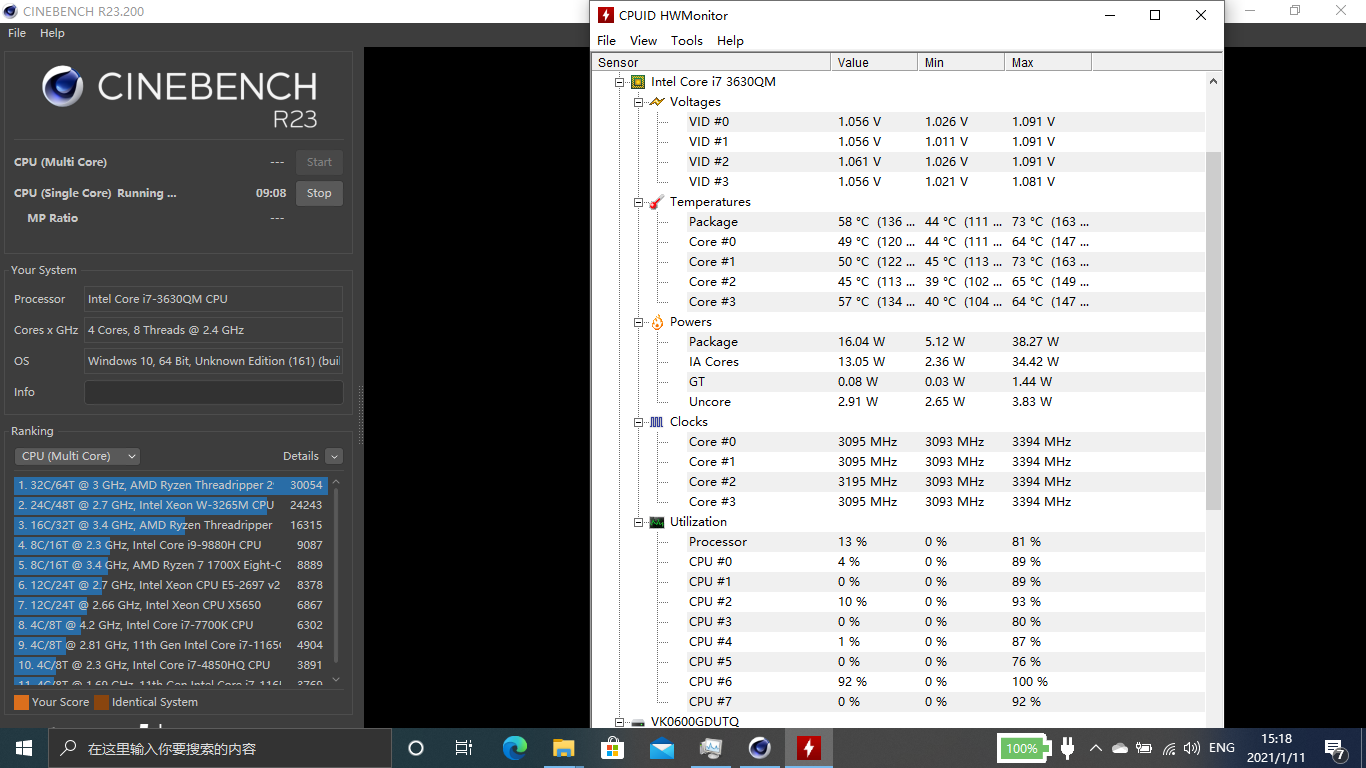 CINEBENCH R23.200
File Help
CINEBENCH
R23
CPU (Multi Core) --- Start
CPU (Single Core) Running ... 09:08 Stop
MP Ratio ---
Your System
Processor Intel Core i7-3630QM CPU
Cores x GHz 4 Cores, 8 Threads @ 2.4 GHz
OS Windows 10, 64 Bit, Unknown Edition (161) (bui
Info
Ranking
CPU (Multi Core) Details
1. 32C/64T @ 3 GHz, AMD Ryzen Threadripper 2 30054
2. 24C/48T @ 2.7 GHz, Intel Xeon W-3265M CPU 24243
3. 16C/32T @ 3.4 GHz, AMD Ryzen Threadripper 16315
4. 8C/16T @ 2.3 GHz, Intel Core i9-9880H CPU 9087
5. 8C/16T @ 3.4 GHz, AMD Ryzen 7 1700X Eight-C 8889
6. 12C/24T @ 2.7 GHz, Intel Xeon CPU E5-2697 v2 8378
7. 12C/24T @ 2.66 GHz, Intel Xeon CPU X5650 6867
8. 4C/8T @ 4.2 GHz, Intel Core i7-7700K CPU 6302
9. 4C/8T @ 2.81 GHz, 11th Gen Intel Core i7-1165G 4904
10. 4C/8T @ 2.3 GHz, Intel Core i7-4850HQ CPU 3891
11. 4C/8T @ 1.69 GHz, 11th Gen Intel Core i7-116 3769
Your Score Identical System
CPUID HWMonitor
File View Tools Help
Sensor Value Min Max
Intel Core i7 3630QM
Voltages
VID #0 1.056 V 1.026 V 1.091 V
VID #1 1.056 V 1.011 V 1.091 V
VID #2 1.061 V 1.026 V 1.091 V
VID #3 1.056 V 1.021 V 1.081 V
Temperatures
Package 58 °C (136 ... 44 °C (111 ... 73 °C (163 ...
Core #0 49 °C (120 ... 44 °C (111 ... 64 °C (147 ...
Core #1 50 °C (122 ... 45 °C (113 ... 73 °C (163 ...
Core #2 45 °C (113 ... 39 °C (102 ... 65 °C (149 ...
Core #3 57 °C (134 ... 40 °C (104 ... 64 °C (147 ...
Powers
Package 16.04 W 5.12 W 38.27 W
IA Cores 13.05 W 2.36 W 34.42 W
GT 0.08 W 0.03 W 1.44 W
Uncore 2.91 W 2.65 W 3.83 W
Clocks
Core #0 3095 MHz 3093 MHz 3394 MHz
Core #1 3095 MHz 3093 MHz 3394 MHz
Core #2 3195 MHz 3093 MHz 3394 MHz
Core #3 3095 MHz 3093 MHz 3394 MHz
Utilization
Processor 13 % 0 % 81 %
CPU #0 4 % 0 % 89 %
CPU #1 0 % 0 % 89 %
CPU #2 10 % 0 % 93 %
CPU #3 0 % 0 % 80 %
CPU #4 1 % 0 % 87 %
CPU #5 0 % 0 % 76 %
CPU #6 92 % 0 % 100 %
CPU #7 0 % 0 % 92 %
VK0600GDUTQ
在这里输入你要搜索的内容
100%
ENG
15:18
2021/1/11
7